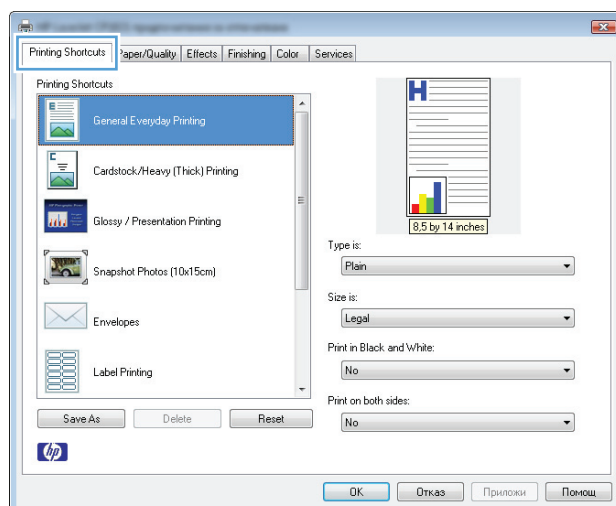 Printing Shortcuts
Paper/Quality
Effects
Finishing
Color
Services
Printing Shortcuts
General Everyday Printing
Cardstock/Heavy (Thick) Printing
Glossy / Presentation Printing
Snapshot Photos (10x15cm)
Envelopes
Label Printing
Save As
Delete
Reset
8,5 by 14 inches
Type is:
Plain
Size is:
Legal
Print in Black and White:
No
Print on both sides:
No
hp
OK
Отказ
Приложи
Помощ